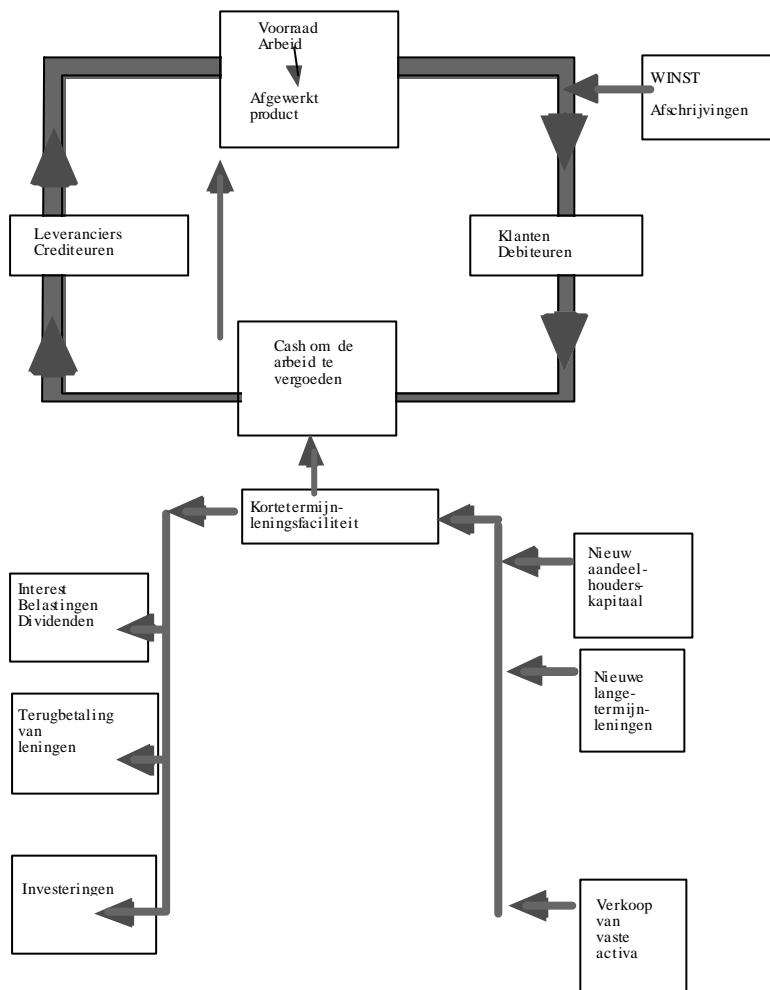 Voorraad
Arbeid
Afgewerkt
product
WINST
Afschrijvingen
Leveranciers
Crediteuren
Klanten
Debiteuren
Cash om de
arbeid te
vergoeden
Kortetermijn-
leningsfaciliteit
Nieuw
aandeel-
houders-
kapitaal
Interest
Belastingen
Dividenden
Nieuwe
lange-
termijn-
leningen
Terugbetaling
van
leningen
Investeringen
Verkoop
van
vaste
activa